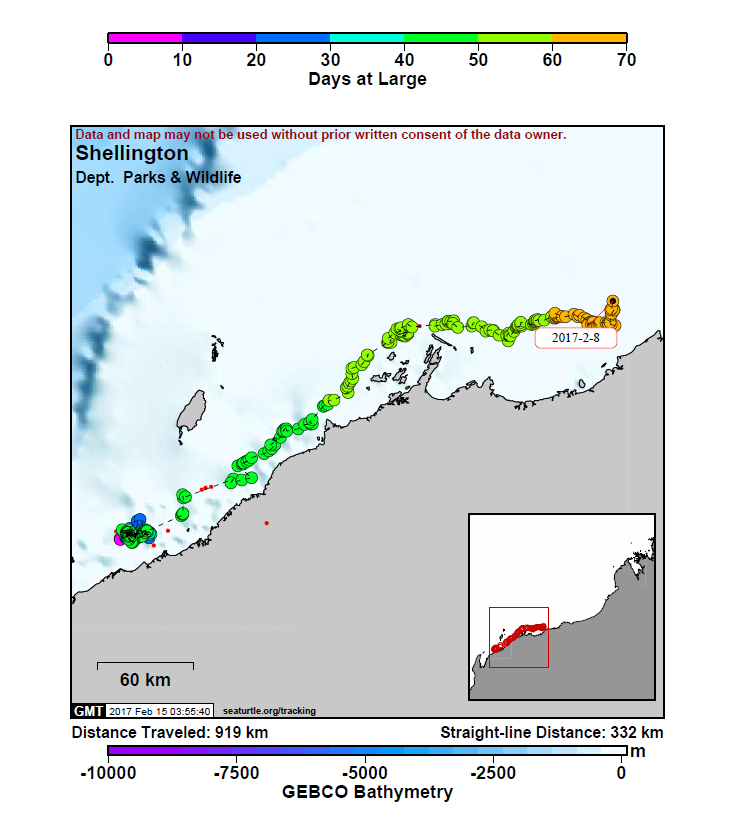 0 10 20 30 40 50 60 70
Days at Large
Data and map may not be used without prior written consent of the data owner.
Shellington
Dept. Parks & Wildlife
2017-2-8
60 km
GMT 2017 Feb 15 03:55:40 seaturtle.org/tracking
Distance Traveled: 919 km Straight-line Distance: 332 km
m
-10000 -7500 -5000 -2500 0
GEBCO Bathymetry